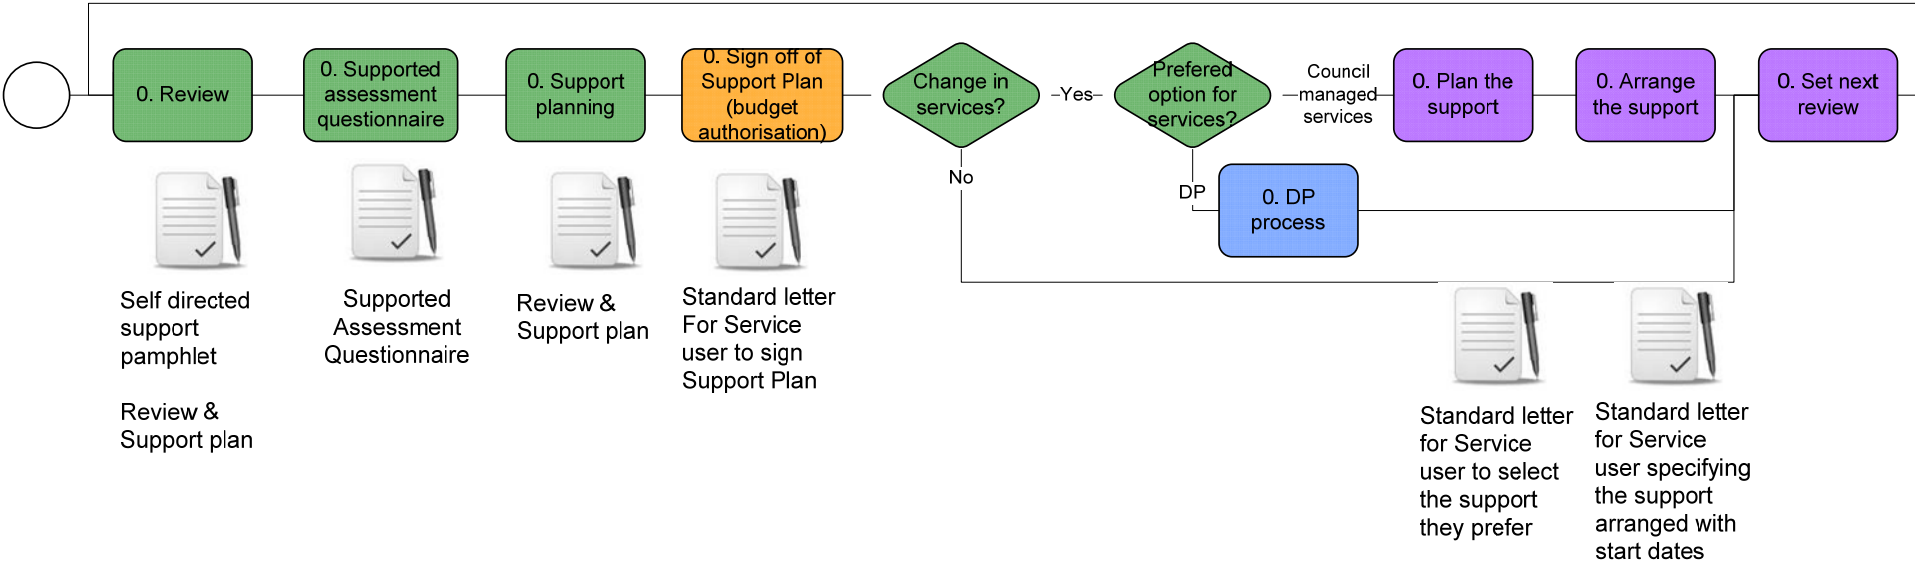 0. Review
0. Supported
assessment
questionnaire
0. Support
planning
0. Sign off of
Support Plan
(budget
authorisation)
Change in
services?
Yes
No
Prefered
option for
services?
Council
managed
services
DP
0. DP
process
0. Plan the
support
0. Arrange
the support
0. Set next
review
Self directed
support
pamphlet
Review &
Support plan
Supported
Assessment
Questionnaire
Review &
Support plan
Standard letter
For Service
user to sign
Support Plan
Standard letter
for Service
user to select
the support
they prefer
Standard letter
for Service
user specifying
the support
arranged with
start dates